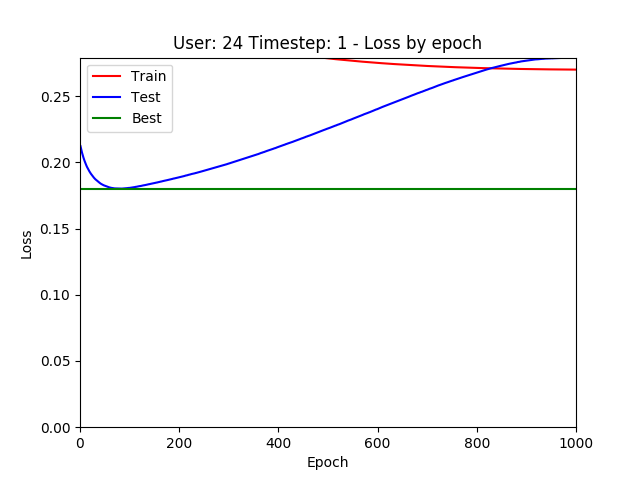 User: 24 Timestep: 1 - Loss by epoch
Train
Test
Best
0.25
0.20
0.15
0.10
0.05
0.00
Loss
0 200 400 600 800 1000
Epoch